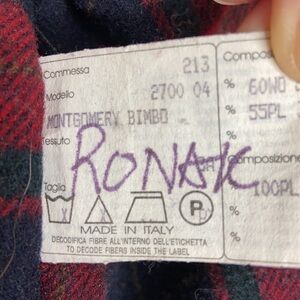 Commessa 213
Modello 2700 04
MONTGOMERY BIMBO
Tessuto
RONAK
Taglia
P
MADE IN ITALY
DECODIFICA FIBRE ALL'INTERNO DELL'ETICHETTA
TO DECODE FIBERS INSIDE THE LABEL
% 60WO
% 55PL
%
omposizione
100PL
%
%